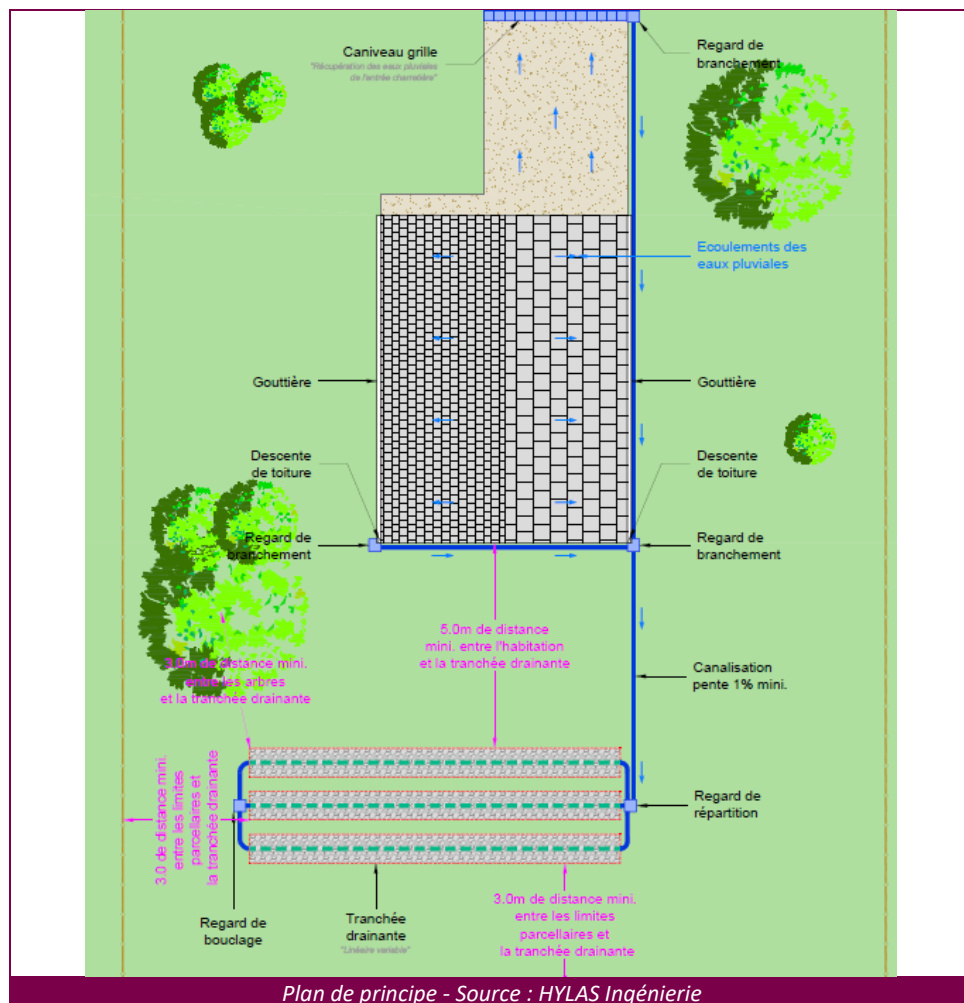 Caniveau grille
"Récupération des eaux pluviales
de l'entrée charretière"
Regard de
branchement
Ecoulements des
eaux pluviales
Gouttière
Gouttière
Descente
de toiture
Descente
de toiture
Regard de
branchement
Regard de
branchement
5.0m de distance
mini. entre l'habitation
et la tranchée drainante
3.0m de distance mini.
entre les arbres
et la tranchée drainante
Canalisation
pente 1% mini.
3.0 de distance mini.
entre les limites
parcellaires et
la tranchée drainante
Regard de
répartition
Regard de
bouclage
Tranchée
drainante
"Linéaire variable"
3.0m de distance mini.
entre les limites
parcellaires et
la tranchée drainante
Plan de principe - Source : HYLAS Ingénierie